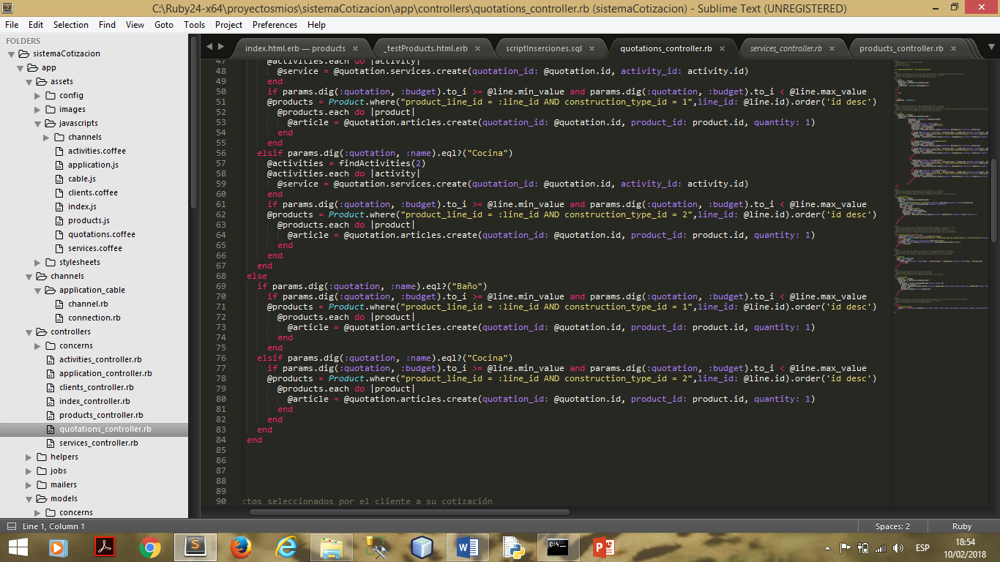 C:\Ruby24-x64\proyectosmios\sistemaCotizacion\app\controllers\quotations_controller.rb (sistemaCotizacion) - Sublime Text (UNREGISTERED)
File Edit Selection Find View Goto Tools Project Preferences Help
FOLDERS
sistemaCotizacion
app
assets
config
images
javascripts
channels
activities.coffee
application.js
cable.js
clients.coffee
index.js
products.js
quotations.coffee
services.coffee
stylesheets
channels
application_cable
channel.rb
connection.rb
controllers
concerns
activities_controller.rb
application_controller.rb
clients_controller.rb
index_controller.rb
products_controller.rb
quotations_controller.rb
services_controller.rb
helpers
jobs
mailers
models
concerns
index.html.erb — products
_testProducts.html.erb
scriptInserciones.sql
quotations_controller.rb
services_controller.rb
products_controller.rb
47 @activities.each do |activity|
48 @service = @quotation.services.create(quotation_id: @quotation.id, activity_id: activity.id)
49 end
50 if params.dig(:quotation, :budget).to_i >= @line.min_value and params.dig(:quotation, :budget).to_i < @line.max_value
51 @products = Product.where("product_line_id = :line_id AND construction_type_id = 1",line_id: @line.id).order('id desc')
52 @products.each do |product|
53 @article = @quotation.articles.create(quotation_id: @quotation.id, product_id: product.id, quantity: 1)
54 end
55 end
56 elsif params.dig(:quotation, :name).eql?("Cocina")
57 @activities = findActivities(2)
58 @activities.each do |activity|
59 @service = @quotation.services.create(quotation_id: @quotation.id, activity_id: activity.id)
60 end
61 if params.dig(:quotation, :budget).to_i >= @line.min_value and params.dig(:quotation, :budget).to_i < @line.max_value
62 @products = Product.where("product_line_id = :line_id AND construction_type_id = 2",line_id: @line.id).order('id desc')
63 @products.each do |product|
64 @article = @quotation.articles.create(quotation_id: @quotation.id, product_id: product.id, quantity: 1)
65 end
66 end
67 end
68 else
69 if params.dig(:quotation, :name).eql?("Baño")
70 if params.dig(:quotation, :budget).to_i >= @line.min_value and params.dig(:quotation, :budget).to_i < @line.max_value
71 @products = Product.where("product_line_id = :line_id AND construction_type_id = 1",line_id: @line.id).order('id desc')
72 @products.each do |product|
73 @article = @quotation.articles.create(quotation_id: @quotation.id, product_id: product.id, quantity: 1)
74 end
75 end
76 elsif params.dig(:quotation, :name).eql?("Cocina")
77 if params.dig(:quotation, :budget).to_i >= @line.min_value and params.dig(:quotation, :budget).to_i < @line.max_value
78 @products = Product.where("product_line_id = :line_id AND construction_type_id = 2",line_id: @line.id).order('id desc')
79 @products.each do |product|
80 @article = @quotation.articles.create(quotation_id: @quotation.id, product_id: product.id, quantity: 1)
81 end
82 end
83 end
84 end
85
86
87
88
89
90 ctos seleccionados por el cliente a su cotización
Line 1, Column 1
Spaces: 2
Ruby
ESP
18:54
10/02/2018